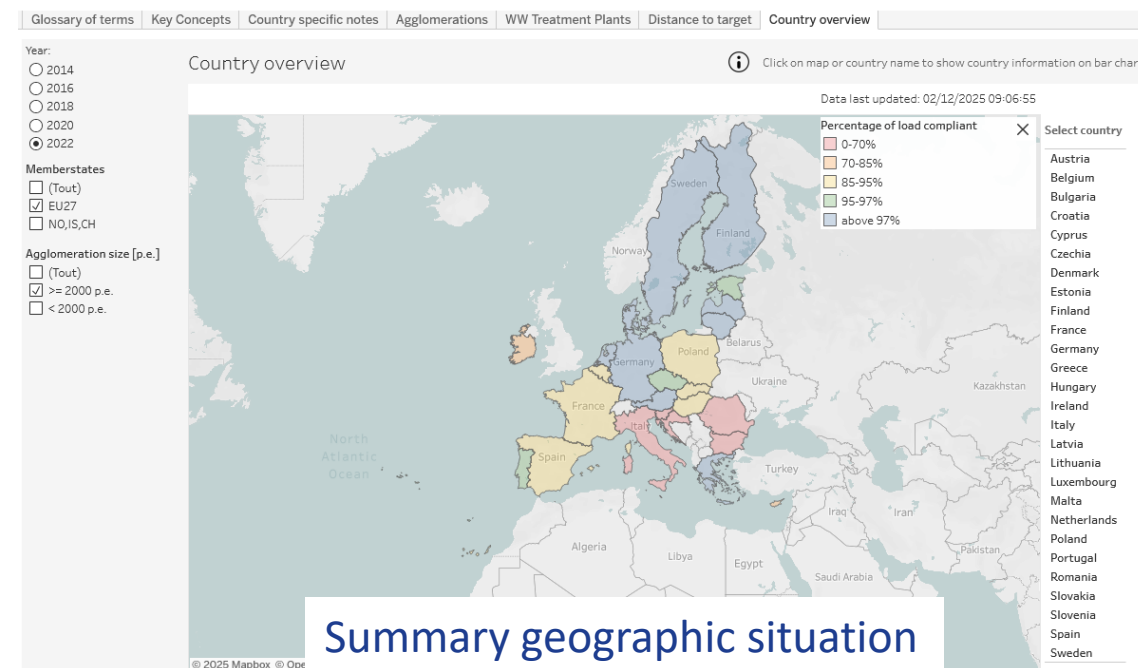 Glossary of terms Key Concepts Country specific notes Agglomerations WW Treatment Plants Distance to target Country overview
Year:
2014
2016
2018
2020
2022
Memberstates
(Tout)
EU27
NO,IS,CH
Agglomeration size [p.e.]
(Tout)
>= 2000 p.e.
< 2000 p.e.
Country overview
Click on map or country name to show country information on bar char
Data last updated: 02/12/2025 09:06:55
Percentage of load compliant
0-70%
70-85%
85-95%
95-97%
above 97%
Sweden
Finland
Norway
Belarus
Poland
Germany
Ukraine
Kazakhstan
France
Ital
Spain
North
Atlantic
Ocean
Turkey
Iraq
Iran
Algeria
Libya
Egypt
Pakistan
Saudi Arabia
Select country
Austria
Belgium
Bulgaria
Croatia
Cyprus
Czechia
Denmark
Estonia
Finland
France
Germany
Greece
Hungary
Ireland
Italy
Latvia
Lithuania
Luxembourg
Malta
Netherlands
Poland
Portugal
Romania
Slovakia
Slovenia
Spain
Sweden
Summary geographic situation
© 2025 Mapbox © Ope